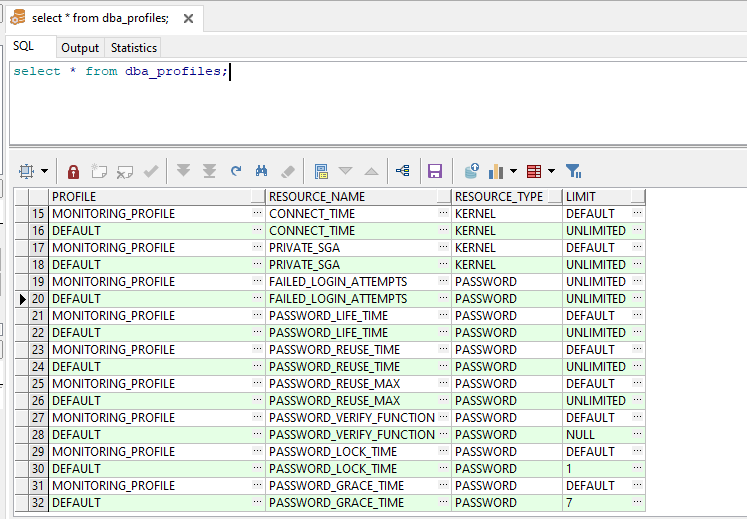 select * from dba_profiles;
SQL Output Statistics
select * from dba_profiles;
PROFILE RESOURCE_NAME RESOURCE_TYPE LIMIT
15 MONITORING_PROFILE ... CONNECT_TIME ... KERNEL DEFAULT ...
16 DEFAULT ... CONNECT_TIME ... KERNEL UNLIMITED ...
17 MONITORING_PROFILE ... PRIVATE_SGA ... KERNEL DEFAULT ...
18 DEFAULT ... PRIVATE_SGA ... KERNEL UNLIMITED ...
19 MONITORING_PROFILE ... FAILED_LOGIN_ATTEMPTS ... PASSWORD UNLIMITED ...
20 DEFAULT ... FAILED_LOGIN_ATTEMPTS ... PASSWORD UNLIMITED ...
21 MONITORING_PROFILE ... PASSWORD_LIFE_TIME ... PASSWORD DEFAULT ...
22 DEFAULT ... PASSWORD_LIFE_TIME ... PASSWORD UNLIMITED ...
23 MONITORING_PROFILE ... PASSWORD_REUSE_TIME ... PASSWORD DEFAULT ...
24 DEFAULT ... PASSWORD_REUSE_TIME ... PASSWORD UNLIMITED ...
25 MONITORING_PROFILE ... PASSWORD_REUSE_MAX ... PASSWORD DEFAULT ...
26 DEFAULT ... PASSWORD_REUSE_MAX ... PASSWORD UNLIMITED ...
27 MONITORING_PROFILE ... PASSWORD_VERIFY_FUNCTION ... PASSWORD DEFAULT ...
28 DEFAULT ... PASSWORD_VERIFY_FUNCTION ... PASSWORD NULL ...
29 MONITORING_PROFILE ... PASSWORD_LOCK_TIME ... PASSWORD DEFAULT ...
30 DEFAULT ... PASSWORD_LOCK_TIME ... PASSWORD 1 ...
31 MONITORING_PROFILE ... PASSWORD_GRACE_TIME ... PASSWORD DEFAULT ...
32 DEFAULT ... PASSWORD_GRACE_TIME ... PASSWORD 7 ...